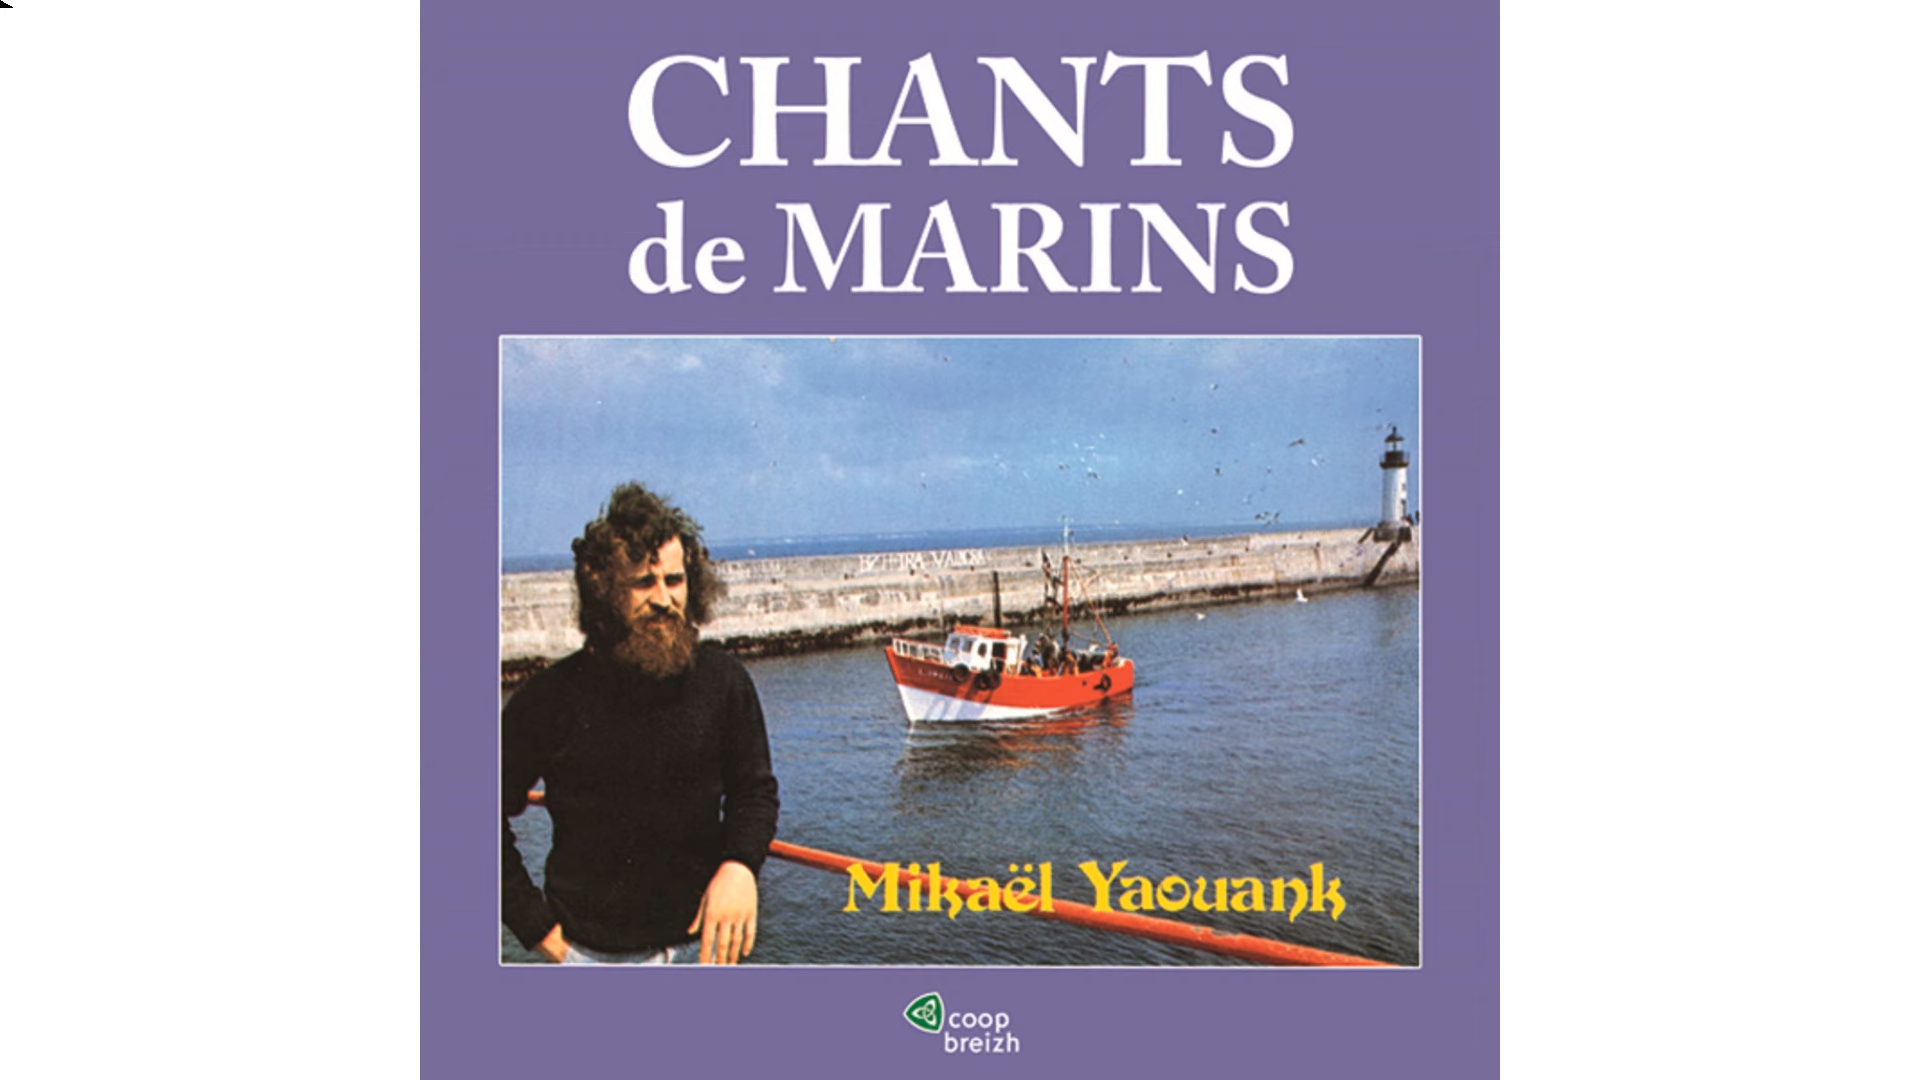 CHANTS
de MARINS
Mikaël Yaouank
coop
breizh